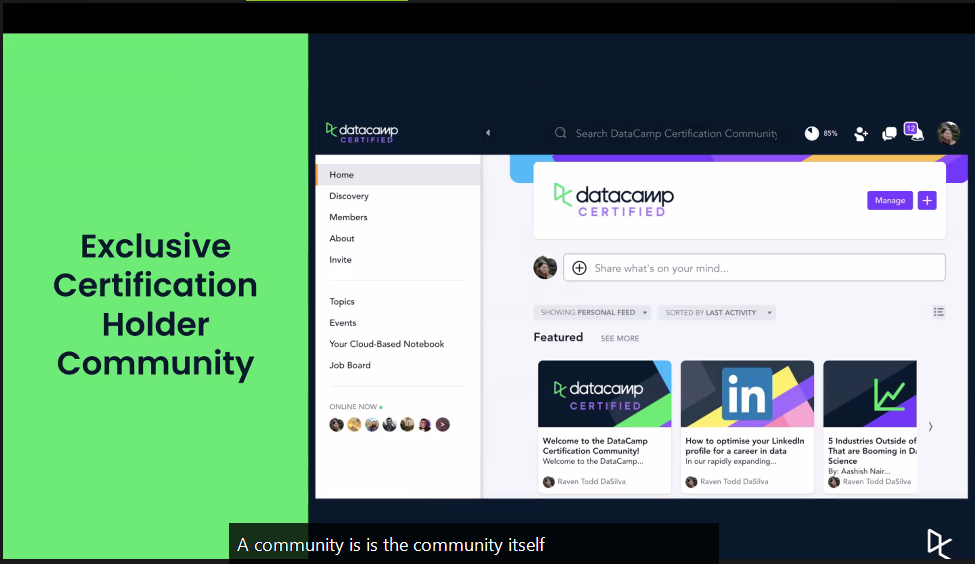 Exclusive
Certification
Holder
Community
datacamp
CERTIFIED
Search DataCamp Certification Community
85%
12
Home
Discovery
Members
About
Invite
Topics
Events
Your Cloud-Based Notebook
Job Board
ONLINE NOW
datacamp
CERTIFIED
Manage
Share what's on your mind...
SHOWING PERSONAL FEED
SORTED BY LAST ACTIVITY
Featured
SEE MORE
datacamp
CERTIFIED
Welcome to the DataCamp
Certification Community!
Welcome to the DataCamp...
Raven Todd DaSilva
in
How to optimise your LinkedIn
profile for a career in data
In our rapidly expanding...
Raven Todd DaSilva
5 Industries Outside of
That are Booming in Da
Science
By: Aashish Nair...
Raven Todd DaSilva
A community is is the community itself